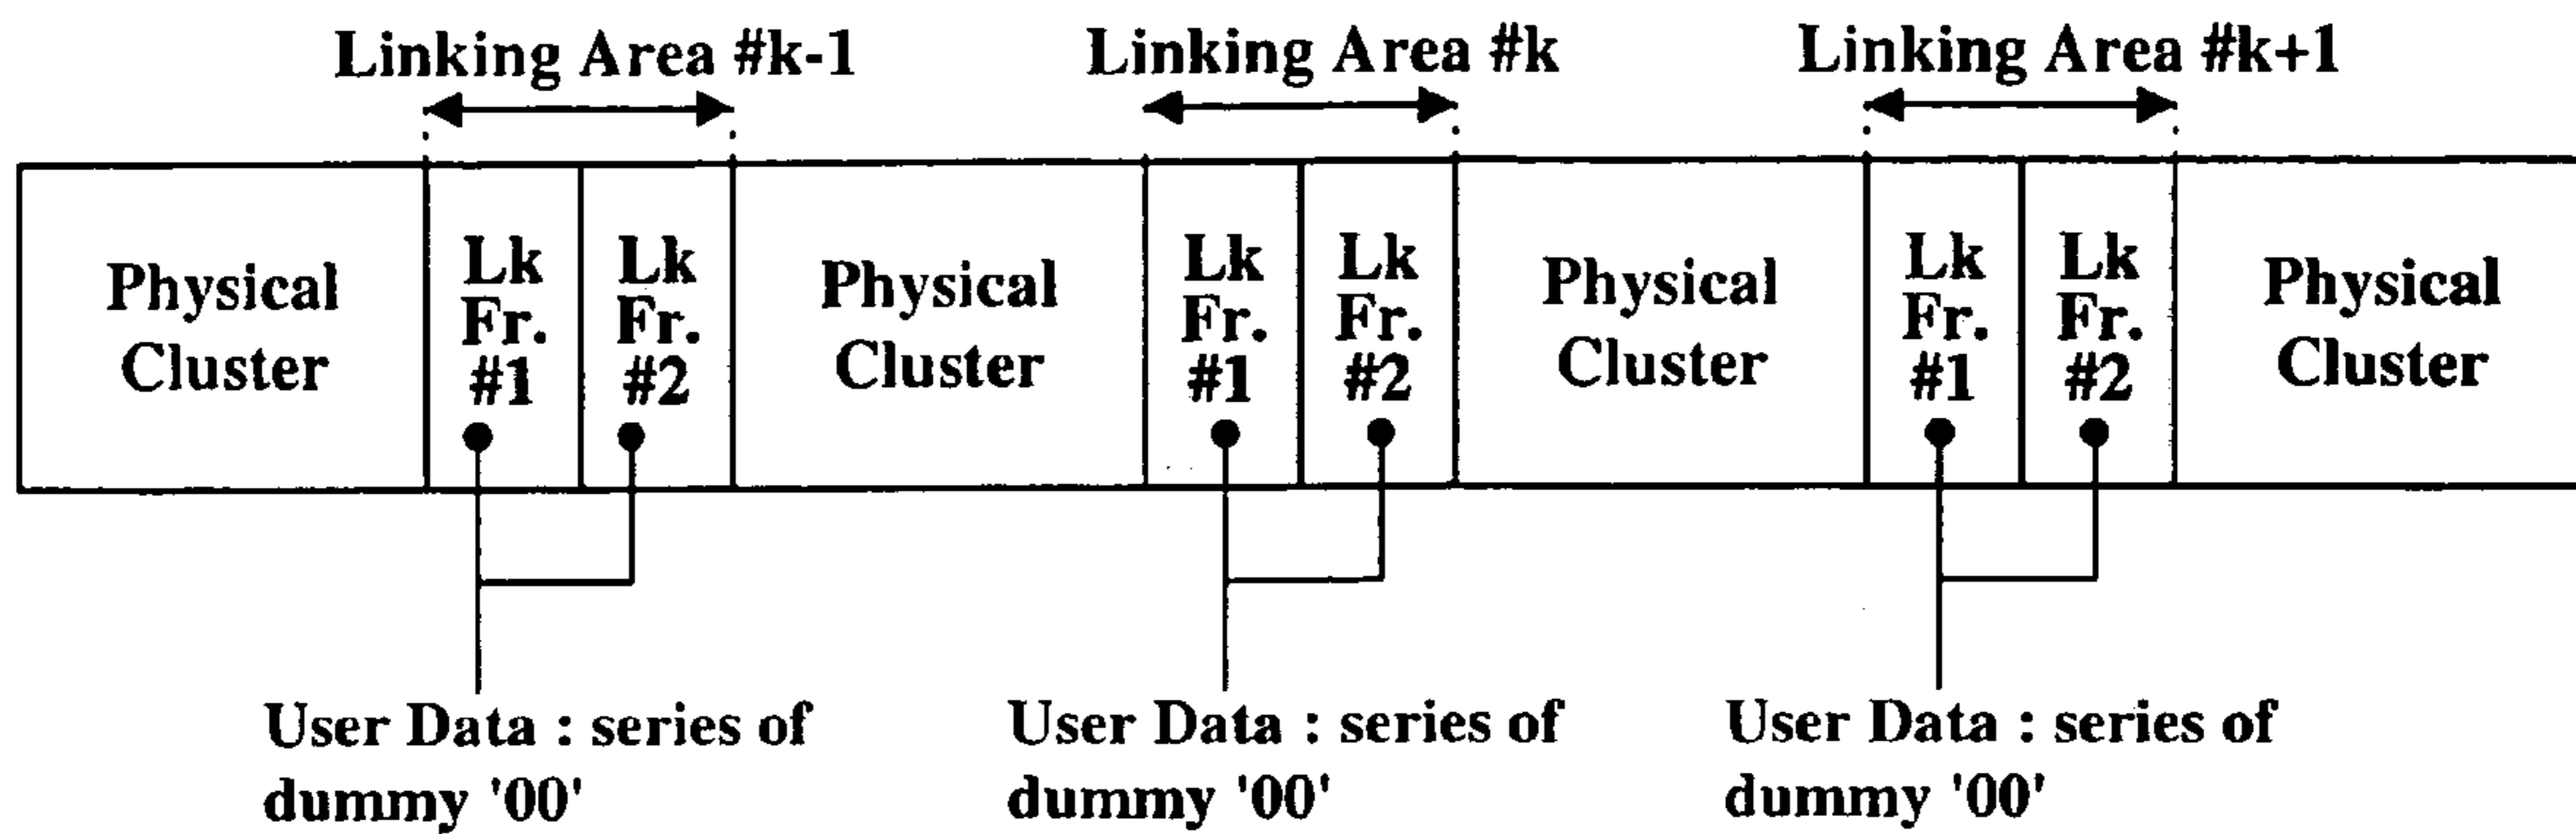 Linking Area #k-1
Linking Area #k
Linking Area #k+1
Physical
Cluster
Lk
Fr.
#1
Lk
Fr.
#2
Physical
Cluster
Lk
Fr.
#1
Lk
Fr.
#2
Physical
Cluster
Lk
Fr.
#1
Lk
Fr.
#2
Physical
Cluster
User Data : series of
dummy '00'
User Data : series of
dummy '00'
User Data : series of
dummy '00'